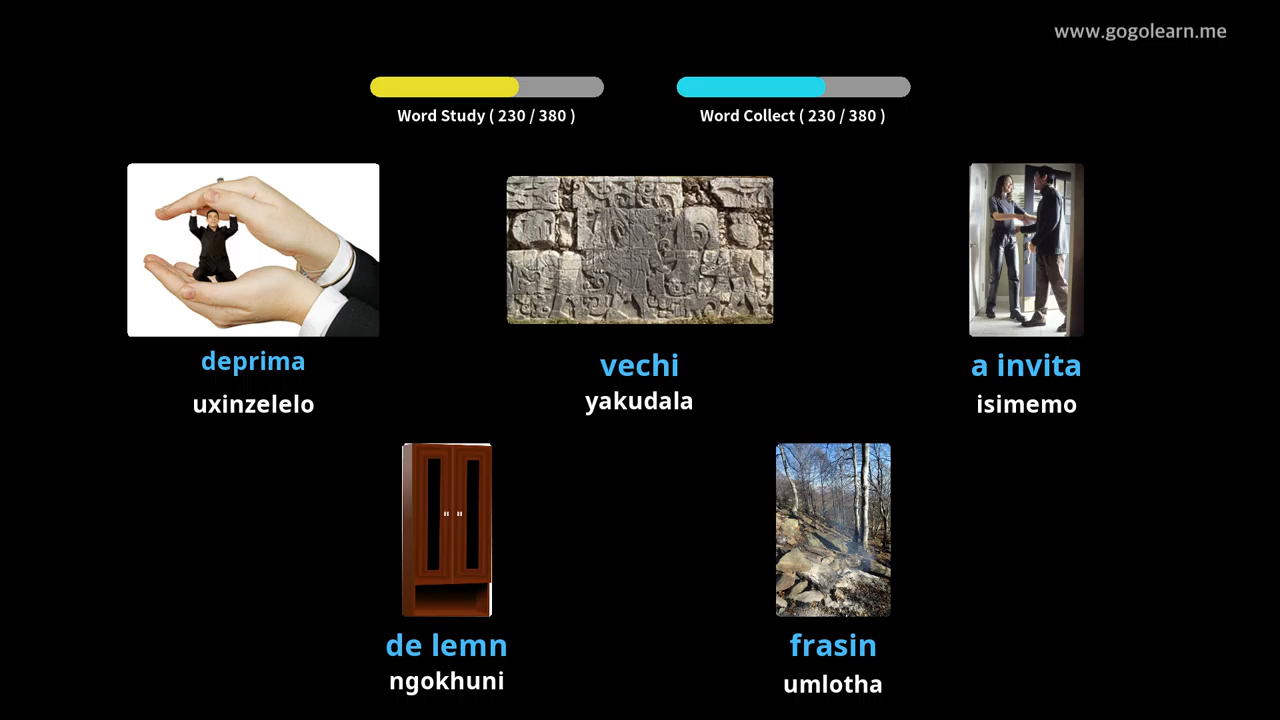 www.gogolearn.me
Word Study ( 230 / 380 )
Word Collect ( 230 / 380 )
deprima
uxinzelelo
vechi
yakudala
a invita
isimemo
de lemn
ngokhuni
frasin
umlotha